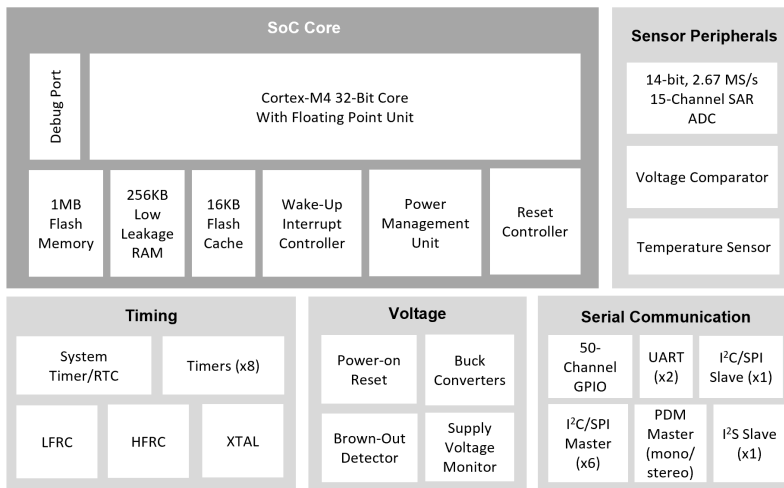 SoC Core
Debug Port
Cortex-M4 32-Bit Core
With Floating Point Unit
1MB
Flash
Memory
256KB
Low
Leakage
RAM
16KB
Flash
Cache
Wake-Up
Interrupt
Controller
Power
Management
Unit
Reset
Controller
Sensor Peripherals
14-bit, 2.67 MS/s
15-Channel SAR
ADC
Voltage Comparator
Temperature Sensor
Timing
System
Timer/RTC
Timers (x8)
LFRC
HFRC
XTAL
Voltage
Power-on
Reset
Buck
Converters
Brown-Out
Detector
Supply
Voltage
Monitor
Serial Communication
50-
Channel
GPIO
UART
(x2)
I²C/SPI
Slave (x1)
I²C/SPI
Master
(x6)
PDM
Master
(mono/
stereo)
I²S Slave
(x1)